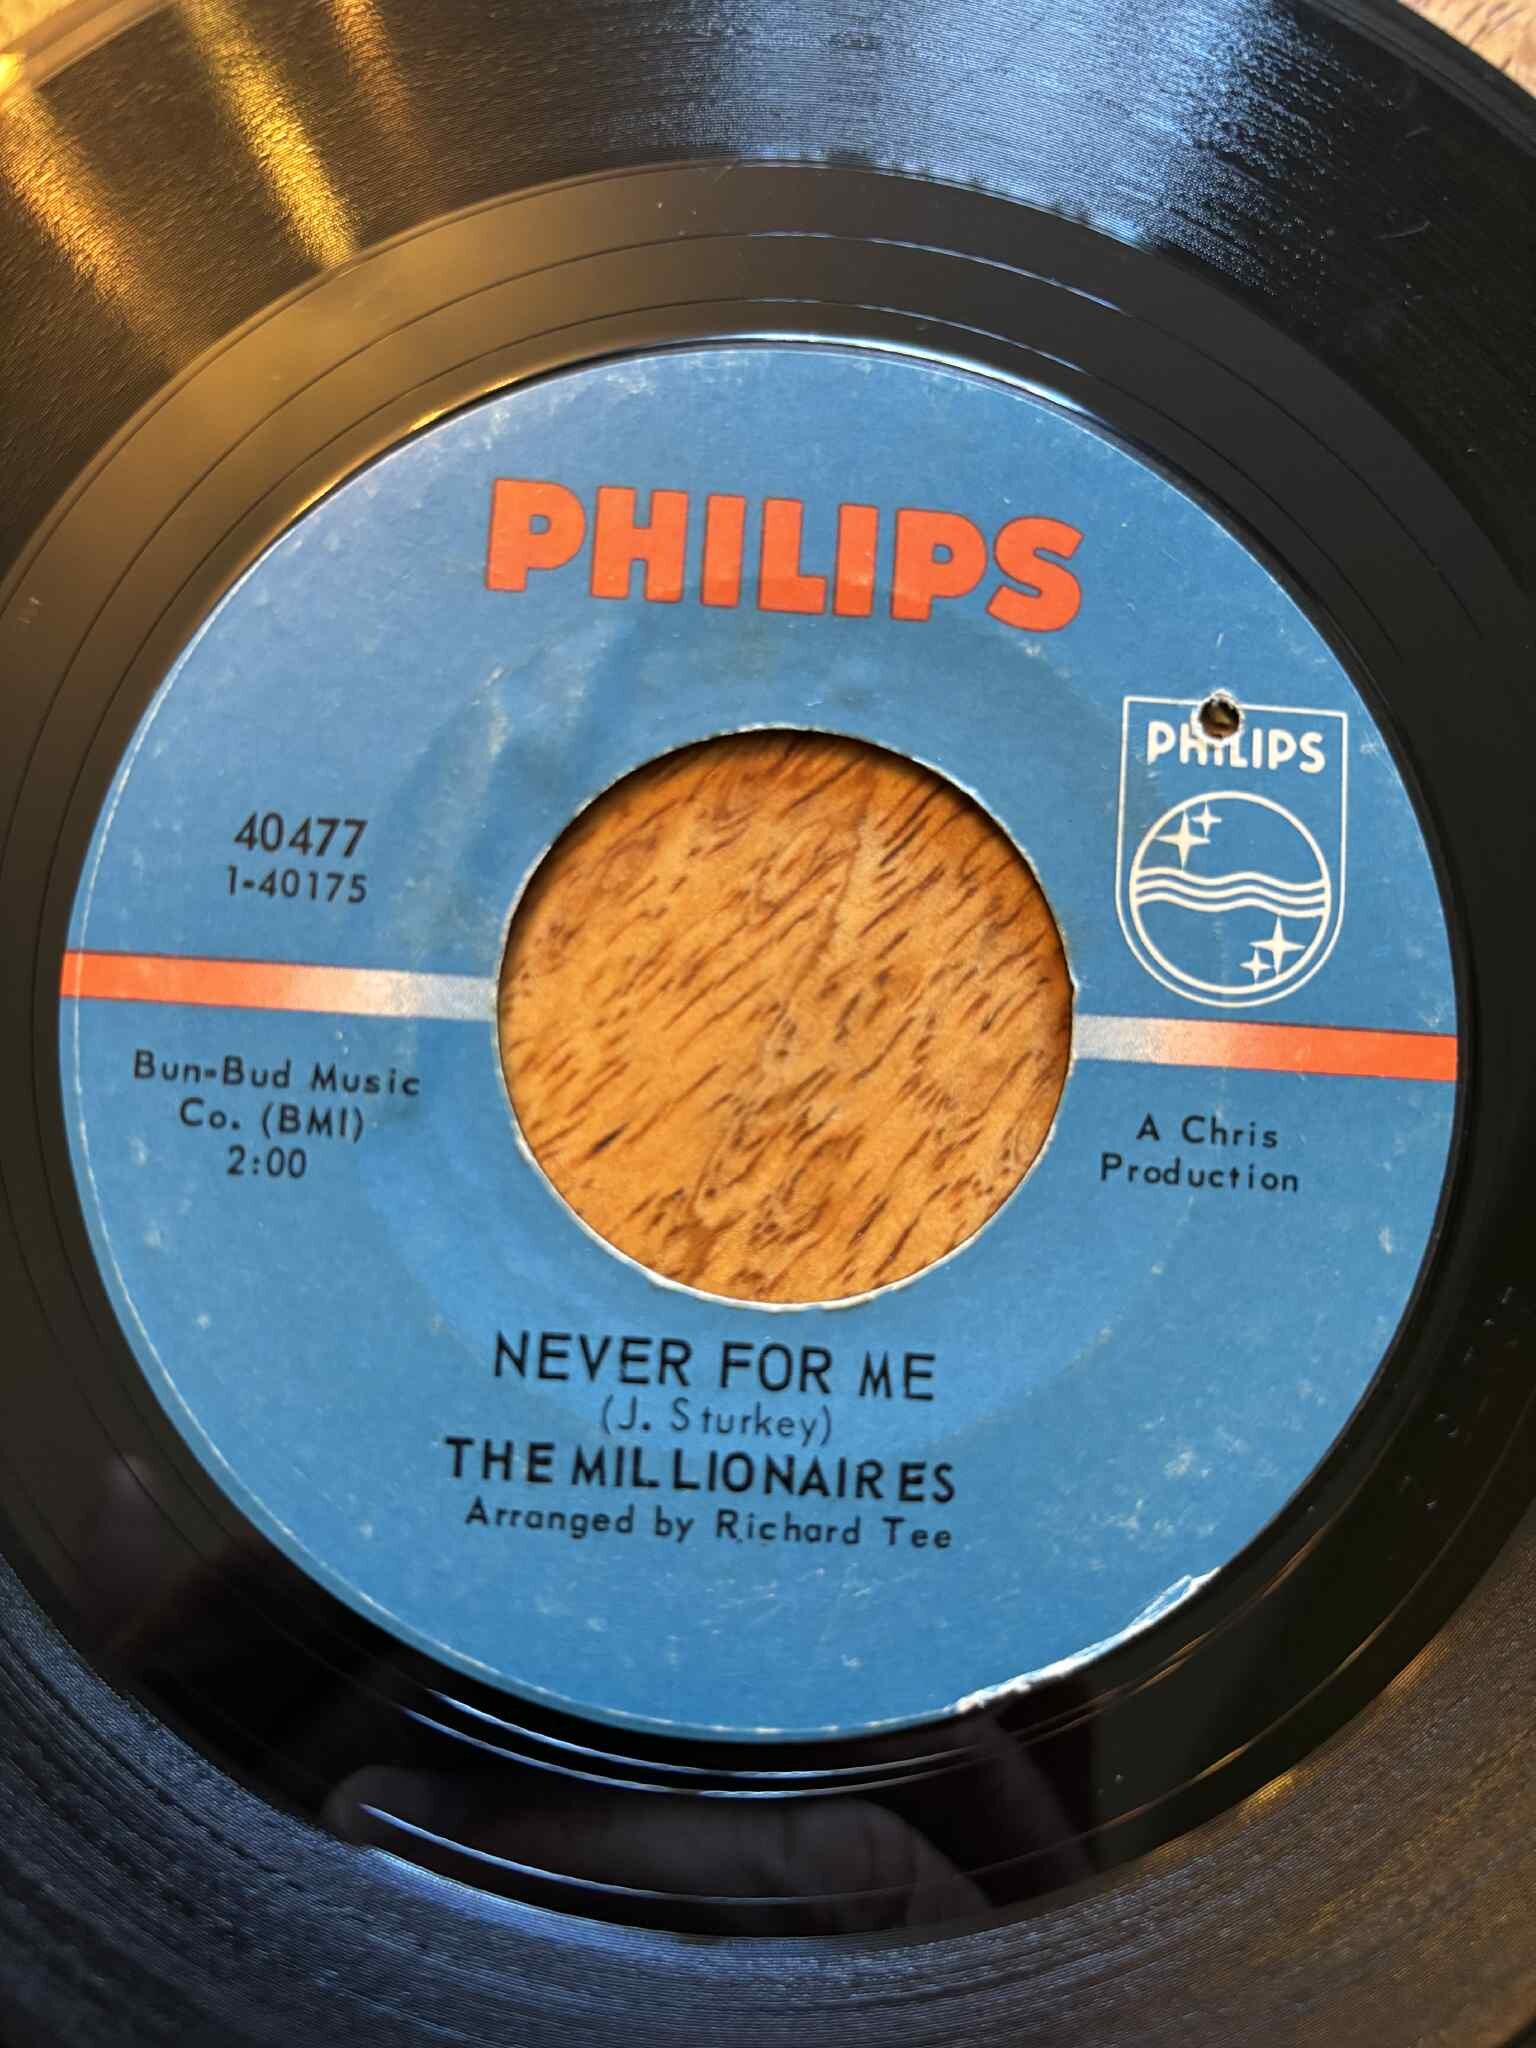 PHILIPS
PHILIPS
40477
1-40175
Bun-Bud Music
Co. (BMI)
2:00
A Chris
Production
NEVER FOR ME
(J. Sturkey)
THE MILLIONAIRES
Arranged by Richard Tee